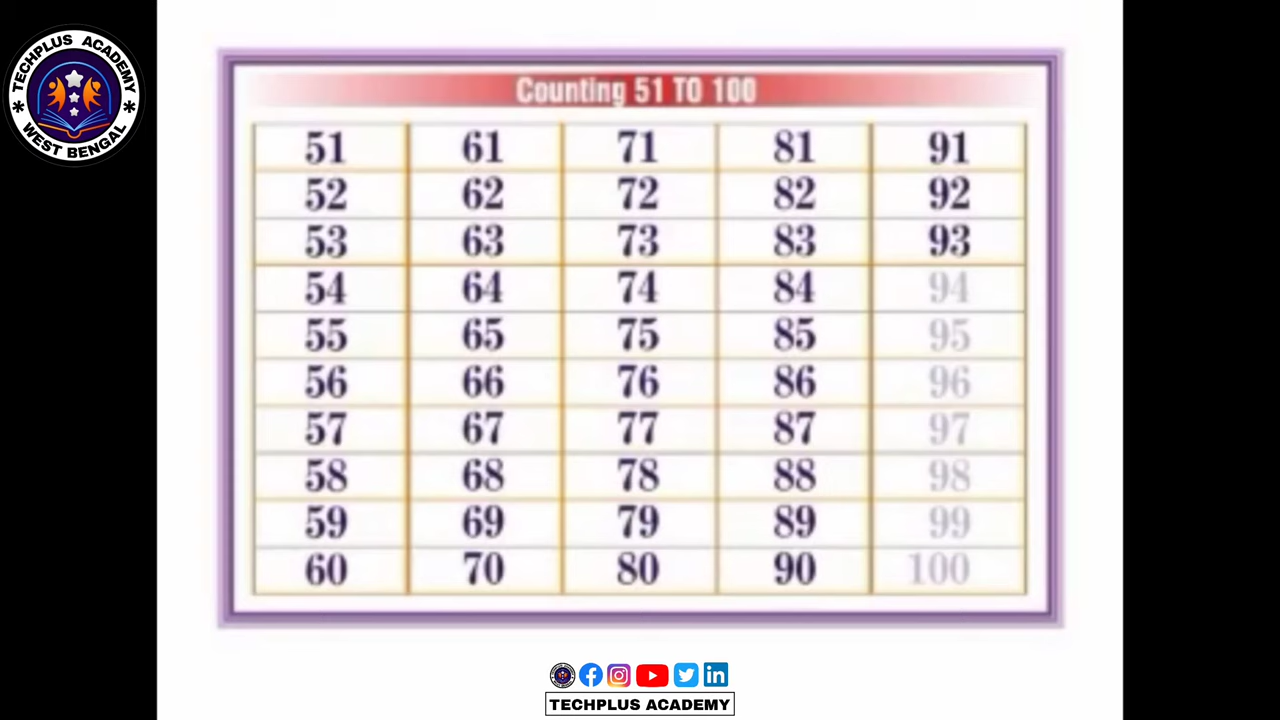 TECHPLUS ACADEMY
WEST BENGAL
Counting 51 TO 100
51 61 71 81 91
52 62 72 82 92
53 63 73 83 93
54 64 74 84 94
55 65 75 85 95
56 66 76 86 96
57 67 77 87 97
58 68 78 88 98
59 69 79 89 99
60 70 80 90 100
TECHPLUS ACADEMY